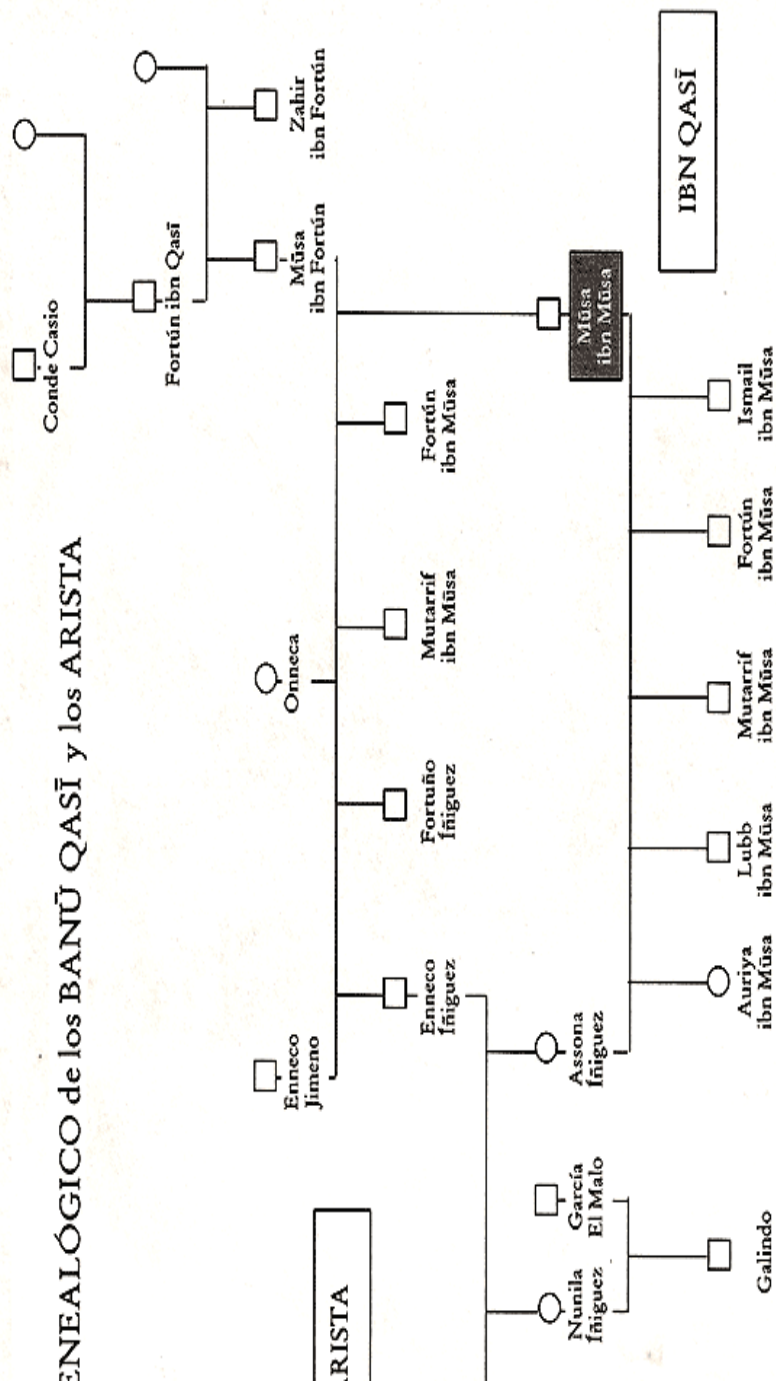 ENEALÓGICO de los BANŪ QASĪ y los ARISTA
Conde Casio
Fortún ibn Qasī
Enneco
Jimeno
Onneca
Mūsa
ibn Fortún
Zahir
ibn Fortún
ARISTA
Enneco
Íñiguez
Fortuño
Íñiguez
Mutarrif
ibn Mūsa
Fortún
ibn Mūsa
Nunila
Íñiguez
García
El Malo
Assona
Íñiguez
Mūsa
ibn Mūsa
IBN QASĪ
Galindo
Auriya
ibn Mūsa
Lubb
ibn Mūsa
Mutarrif
ibn Mūsa
Fortún
ibn Mūsa
Ismail
ibn Mūsa